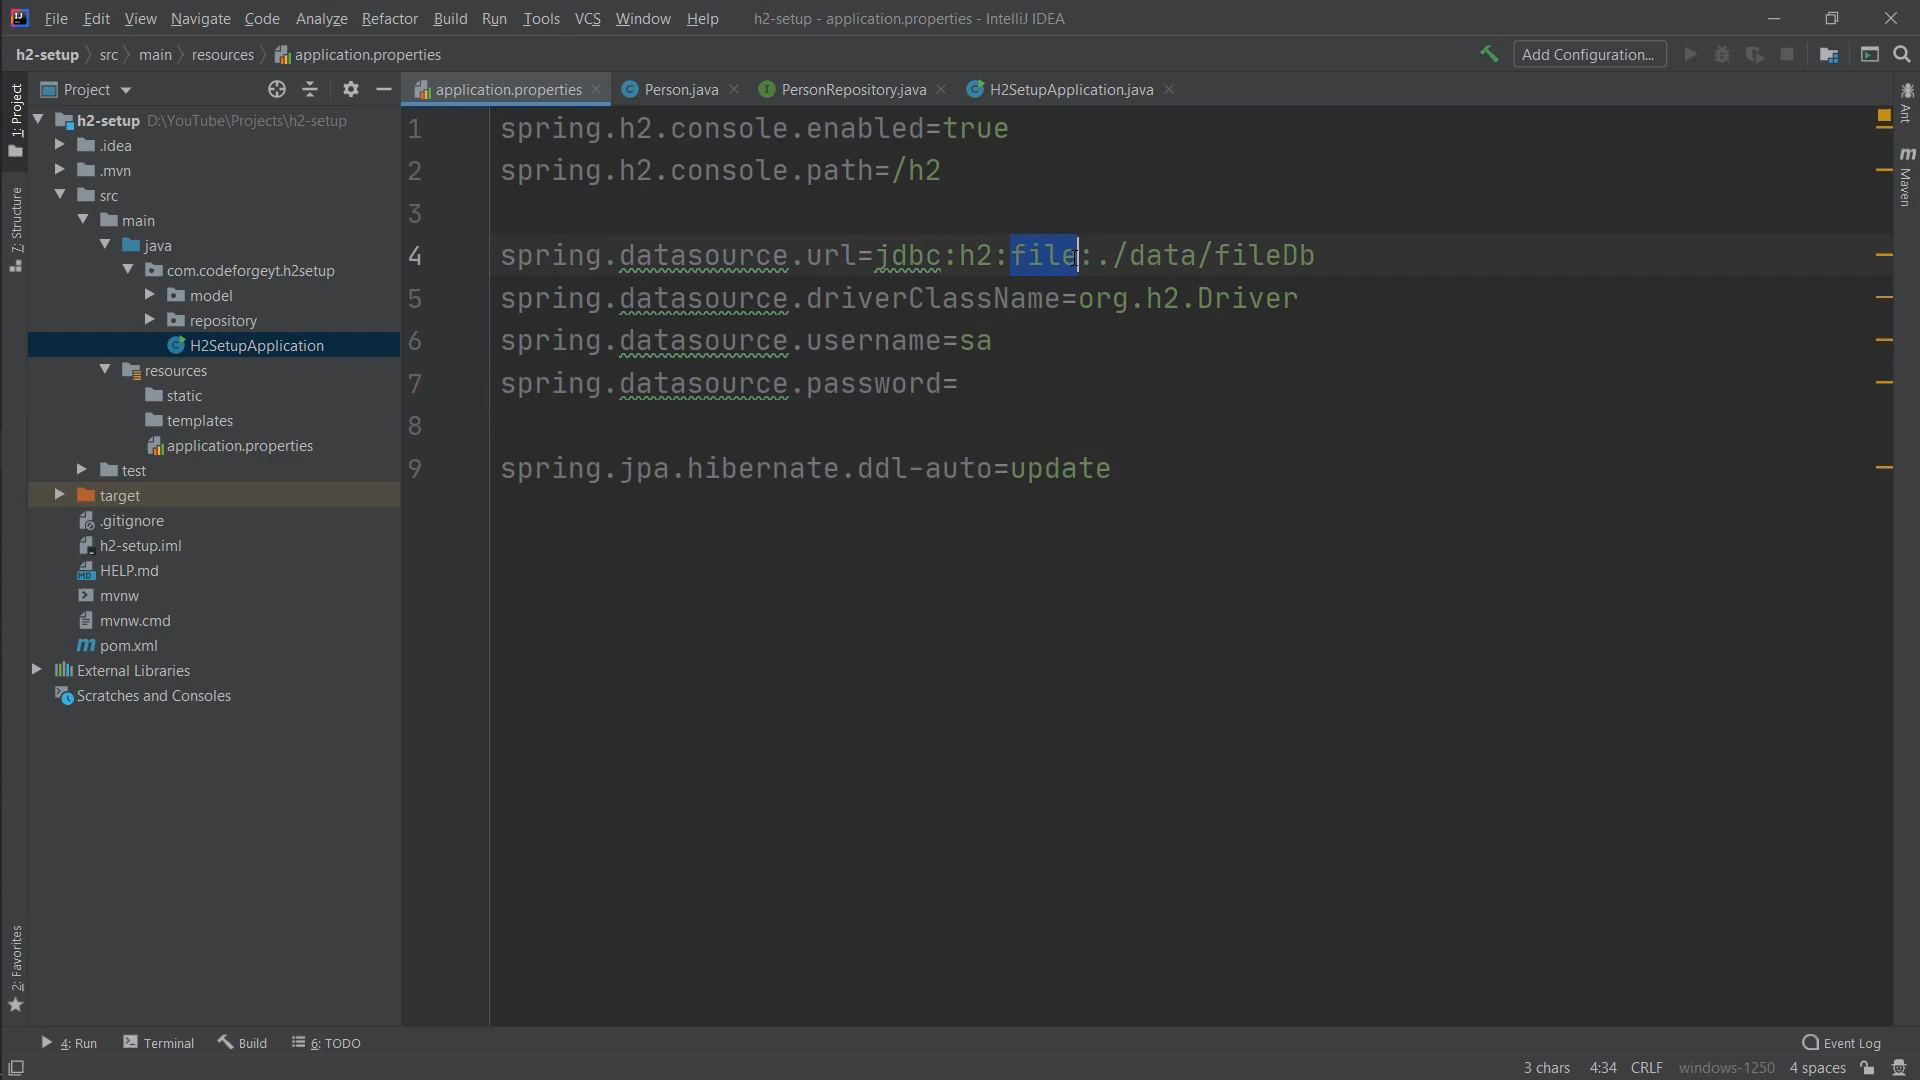 File Edit View Navigate Code Analyze Refactor Build Run Tools VCS Window Help h2-setup - application.properties - IntelliJ IDEA
h2-setup src main resources application.properties Add Configuration...
Project application.properties Person.java PersonRepository.java H2SetupApplication.java
1: Project
7: Structure
2: Favorites
h2-setup D:\YouTube\Projects\h2-setup
.idea
.mvn
src
main
java
com.codeforgeyt.h2setup
model
repository
H2SetupApplication
resources
static
templates
application.properties
test
target
.gitignore
h2-setup.iml
HELP.md
mvnw
mvnw.cmd
pom.xml
External Libraries
Scratches and Consoles
1 spring.h2.console.enabled=true
2 spring.h2.console.path=/h2
3
4 spring.datasource.url=jdbc:h2:file:./data/fileDb
5 spring.datasource.driverClassName=org.h2.Driver
6 spring.datasource.username=sa
7 spring.datasource.password=
8
9 spring.jpa.hibernate.ddl-auto=update
Ant
Maven
4: Run Terminal Build 6: TODO Event Log
3 chars 4:34 CRLF windows-1250 4 spaces